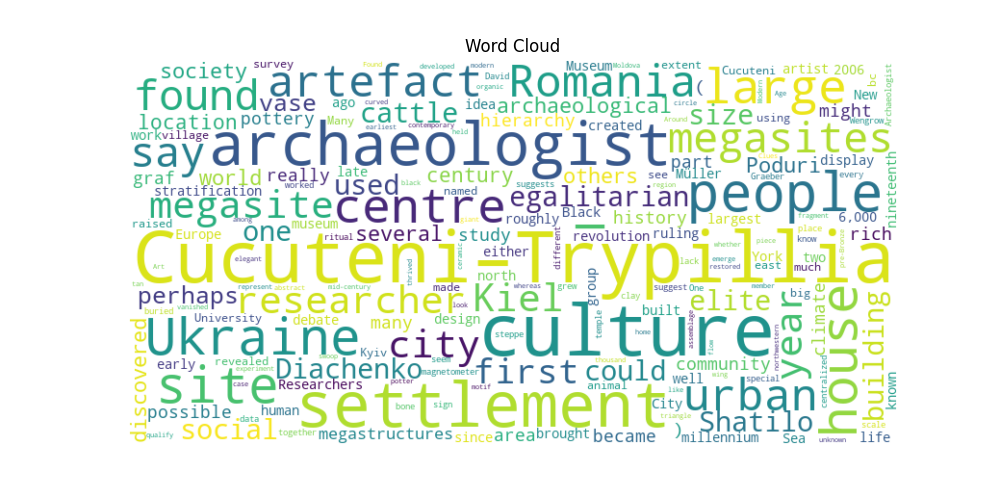 Word Cloud
survey Found developed modern David Museum extent Cucuteni artist 2006 bc
society artefact Romania ( large organic curved New
found vase ago cattle idea archaeological size using might Wengrow
location pottery Many hierarchy created circle Around
work village earliest contemporary held megasites
say archaeologist part Poduri display
graf world really late century others see Müller Graeber every
stratification worked black named suggests region people nineteenth
megasite used centre egalitarian history largest 6,000
raised museum among roughly Black place fragment
Europe one ritual several study either revolution ruling York know rich
Cucuteni-Trypillia
elegant north different whether piece lack east two much pre-Bronze
Art thrived ceramic emerge restored
tan represent abstract mid-century made grew group suggest One member big
perhaps researcher Kiel clay elite climate
buried vanished whereas look design built
University debate many temple home assemblage
Ukraine city culture year house building
discovered Kyiv steppe flow northwestern
early revealed swoop seem
experiment magnetometer Diachenko first could community centralized known
site case Researchers potter motif animal well special like wing
possible human bone sign City triangle urban
data settlement Shatilo scale
social together megastructures since area brought became ) millennium Sea life
qualify unknown
Archaeologist
Age